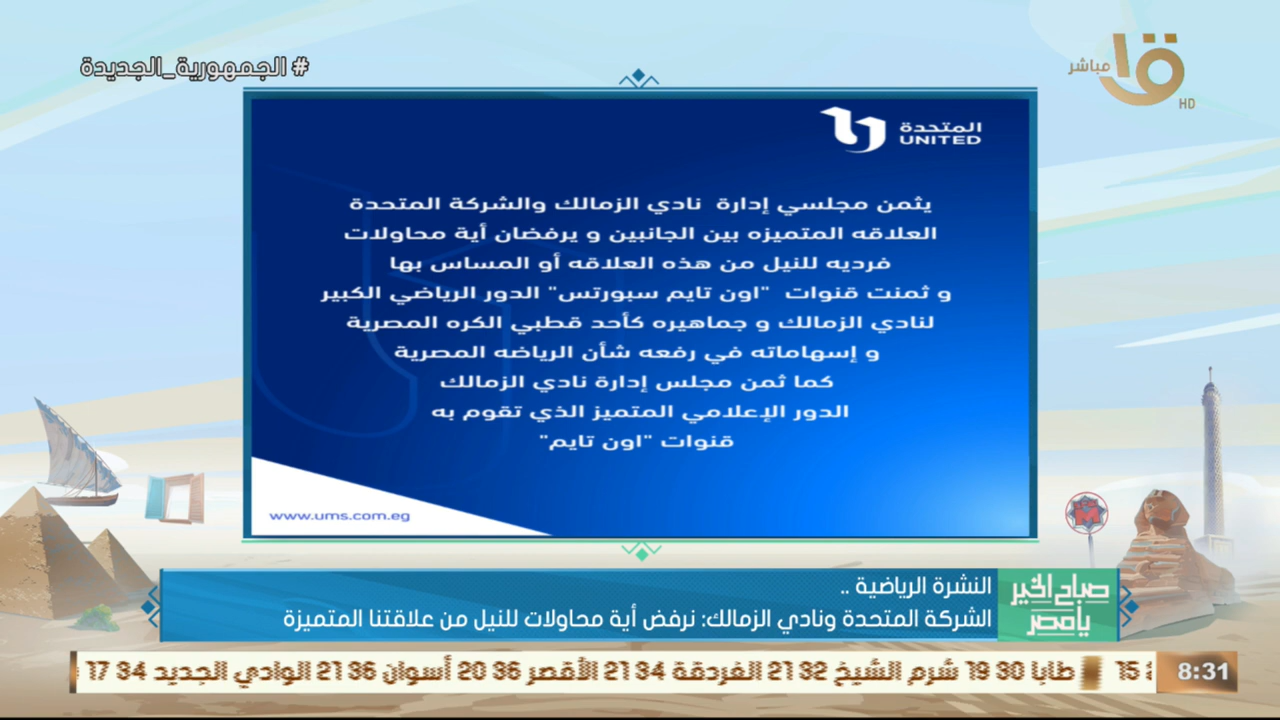 #الجمهورية_الجديدة
مباشر
HD
المتحدة
UNITED
يثمن مجلسي إدارة نادي الزمالك والشركة المتحدة
العلاقه المتميزه بين الجانبين و يرفضان أية محاولات
فرديه للنيل من هذه العلاقه أو المساس بها
و ثمنت قنوات "اون تايم سبورتس" الدور الرياضي الكبير
لنادي الزمالك و جماهيره كأحد قطبي الكره المصرية
و إسهاماته في رفعه شأن الرياضه المصرية
كما ثمن مجلس إدارة نادي الزمالك
الدور الإعلامي المتميز الذي تقوم به
قنوات "اون تايم"
www.ums.com.eg
M
صباح الخير
يا مصر
النشرة الرياضية ..
الشركة المتحدة ونادي الزمالك: نرفض أية محاولات للنيل من علاقتنا المتميزة
8:31
15 طابا 30 19 شرم الشيخ 32 21 الغردقة 34 21 الأقصر 36 20 أسوان 36 21 الوادي الجديد 34 17